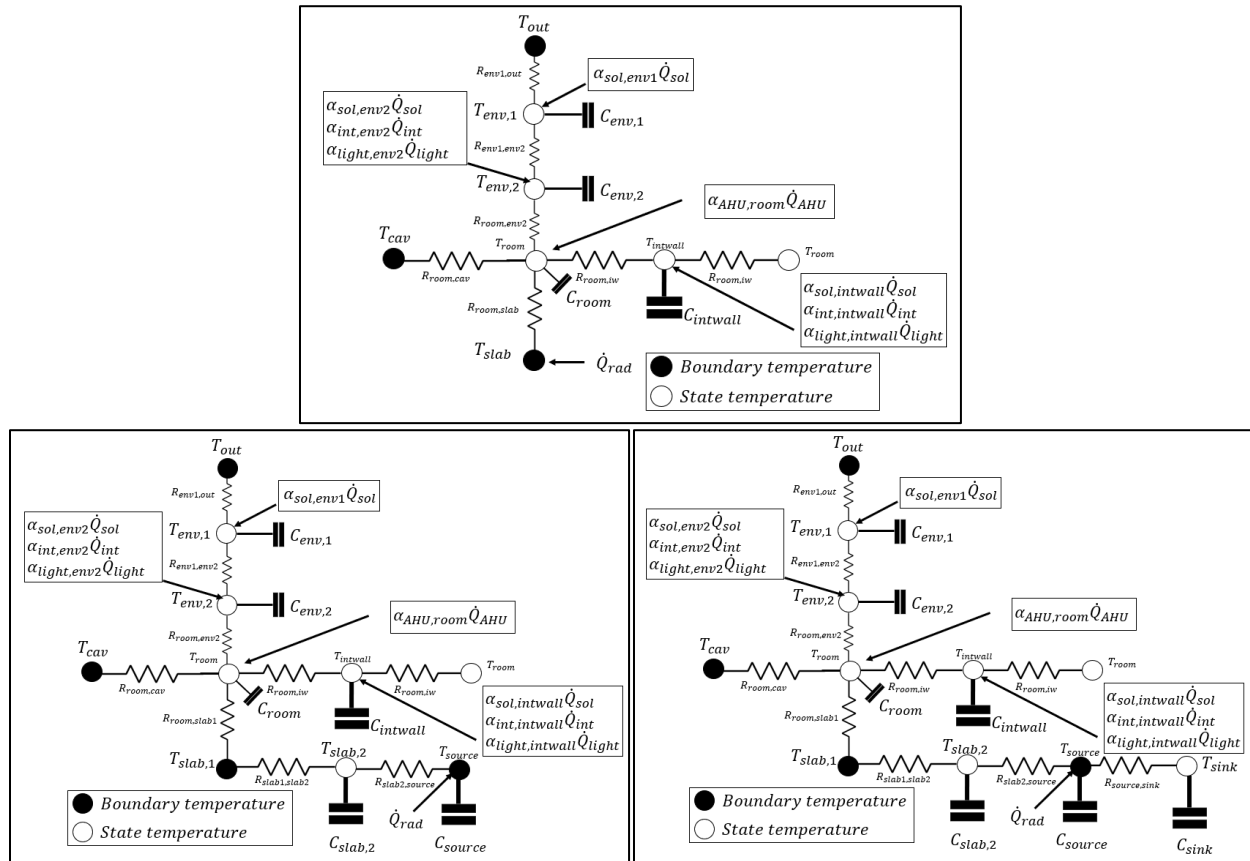 T_out
R_env1,out
α_sol,env1 Q̇_sol
α_sol,env2 Q̇_sol
α_int,env2 Q̇_int
α_light,env2 Q̇_light
T_env,1
C_env,1
R_env1,env2
T_env,2
C_env,2
R_room,env2
α_AHU,room Q̇_AHU
T_cav
T_room
T_intwall
T_room
R_room,cav
R_room,iw
R_room,iw
C_room
R_room,slab
C_intwall
α_sol,intwall Q̇_sol
α_int,intwall Q̇_int
α_light,intwall Q̇_light
T_slab
Q̇_rad
Boundary temperature
State temperature
T_out
R_env1,out
α_sol,env1 Q̇_sol
α_sol,env2 Q̇_sol
α_int,env2 Q̇_int
α_light,env2 Q̇_light
T_env,1
C_env,1
R_env1,env2
T_env,2
C_env,2
R_room,env2
α_AHU,room Q̇_AHU
T_cav
T_room
T_intwall
T_room
R_room,cav
R_room,iw
R_room,iw
C_room
R_room,slab1
C_intwall
α_sol,intwall Q̇_sol
α_int,intwall Q̇_int
α_light,intwall Q̇_light
T_slab,1
T_slab,2
T_source
R_slab1,slab2
R_slab2,source
Q̇_rad
Boundary temperature
State temperature
C_slab,2
C_source
T_out
R_env1,out
α_sol,env1 Q̇_sol
α_sol,env2 Q̇_sol
α_int,env2 Q̇_int
α_light,env2 Q̇_light
T_env,1
C_env,1
R_env1,env2
T_env,2
C_env,2
R_room,env2
α_AHU,room Q̇_AHU
T_cav
T_room
T_intwall
T_room
R_room,cav
R_room,iw
R_room,iw
C_room
R_room,slab1
C_intwall
α_sol,intwall Q̇_sol
α_int,intwall Q̇_int
α_light,intwall Q̇_light
T_slab,1
T_slab,2
T_source
T_sink
R_slab1,slab2
R_slab2,source
R_source,sink
Q̇_rad
Boundary temperature
State temperature
C_slab,2
C_source
C_sink